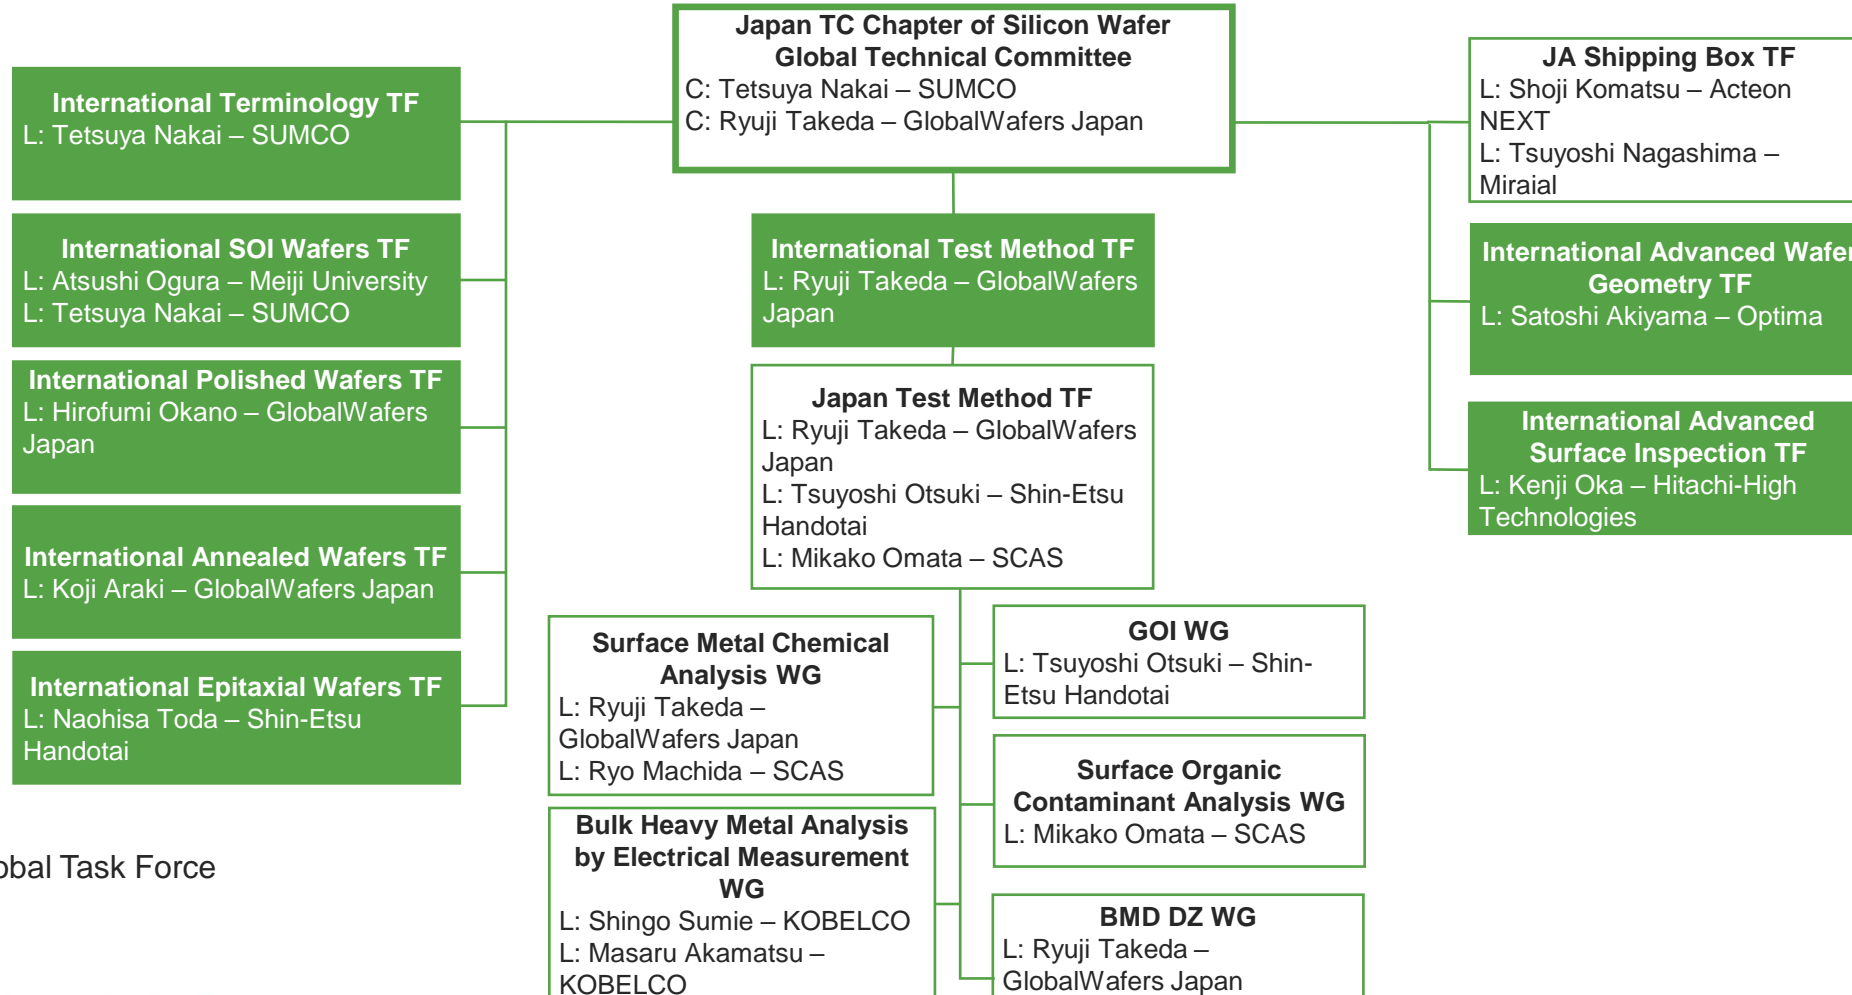 Japan TC Chapter of Silicon Wafer
Global Technical Committee
C: Tetsuya Nakai – SUMCO
C: Ryuji Takeda – GlobalWafers Japan
International Terminology TF
L: Tetsuya Nakai – SUMCO
International SOI Wafers TF
L: Atsushi Ogura – Meiji University
L: Tetsuya Nakai – SUMCO
International Polished Wafers TF
L: Hirofumi Okano – GlobalWafers
Japan
International Annealed Wafers TF
L: Koji Araki – GlobalWafers Japan
International Epitaxial Wafers TF
L: Naohisa Toda – Shin-Etsu
Handotai
International Test Method TF
L: Ryuji Takeda – GlobalWafers
Japan
Japan Test Method TF
L: Ryuji Takeda – GlobalWafers
Japan
L: Tsuyoshi Otsuki – Shin-Etsu
Handotai
L: Mikako Omata – SCAS
Surface Metal Chemical
Analysis WG
L: Ryuji Takeda –
GlobalWafers Japan
L: Ryo Machida – SCAS
Bulk Heavy Metal Analysis
by Electrical Measurement
WG
L: Shingo Sumie – KOBELCO
L: Masaru Akamatsu –
KOBELCO
GOI WG
L: Tsuyoshi Otsuki – Shin-
Etsu Handotai
Surface Organic
Contaminant Analysis WG
L: Mikako Omata – SCAS
BMD DZ WG
L: Ryuji Takeda –
GlobalWafers Japan
JA Shipping Box TF
L: Shoji Komatsu – Acteon
NEXT
L: Tsuyoshi Nagashima –
Miraial
International Advanced Wafer
Geometry TF
L: Satoshi Akiyama – Optima
International Advanced
Surface Inspection TF
L: Kenji Oka – Hitachi-High
Technologies
obal Task Force